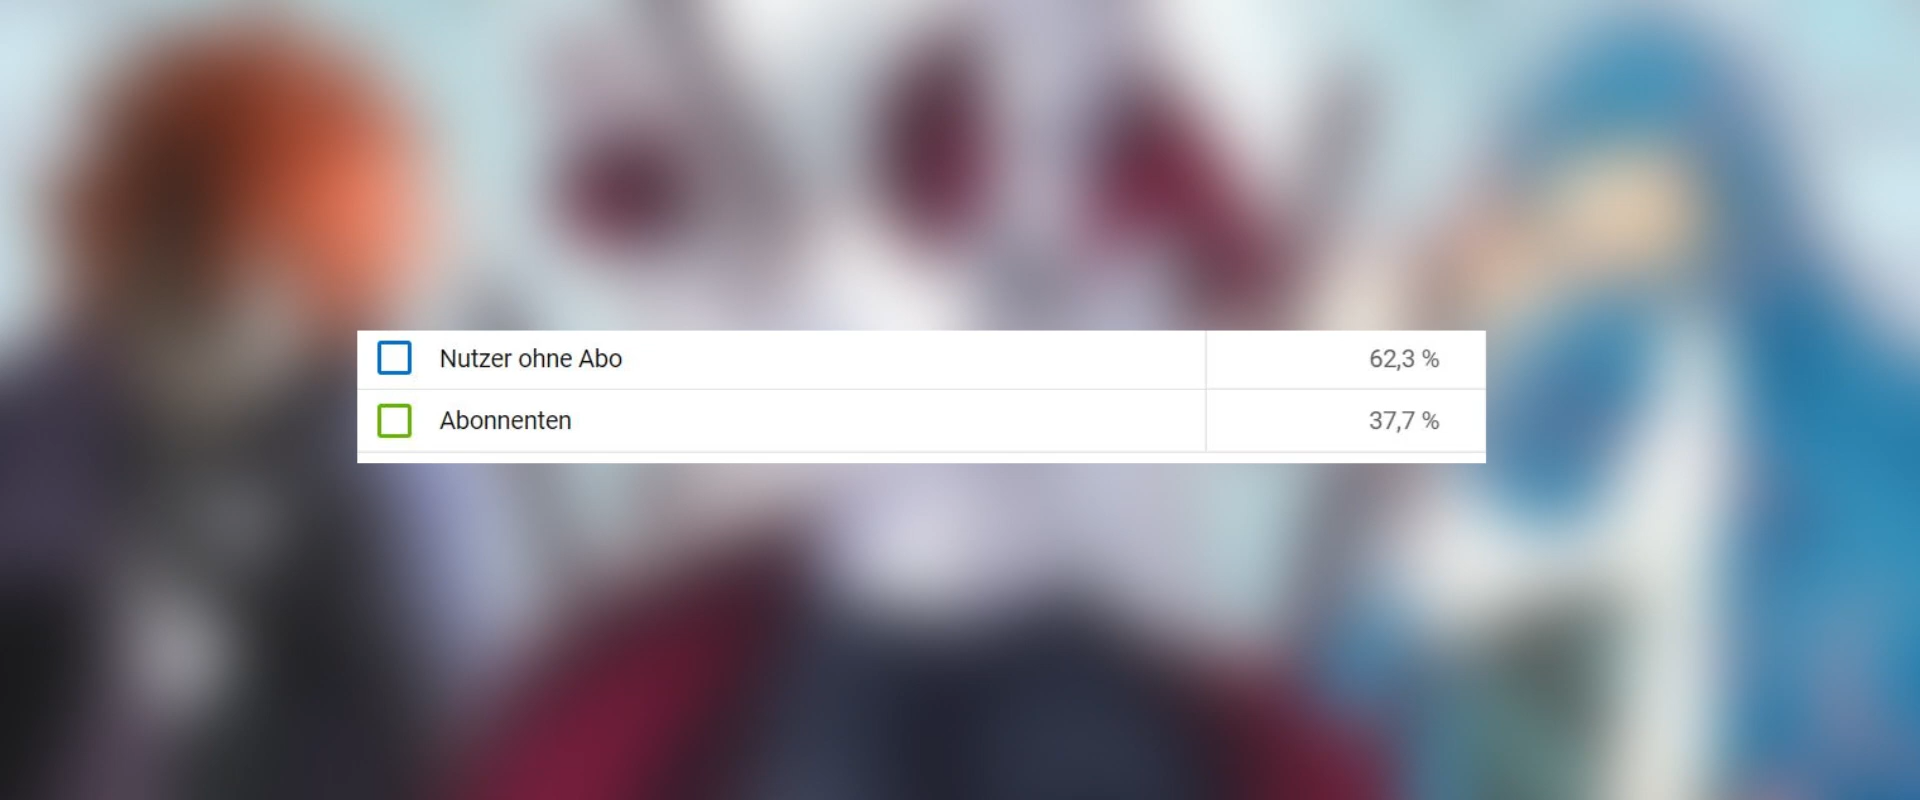 Nutzer ohne Abo 62,3 %
Abonnenten 37,7 %